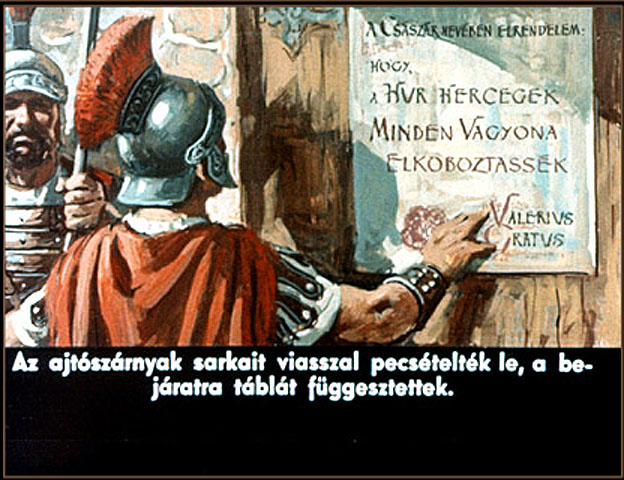 A CSÁSZÁR NEVÉBEN ELRENDELEM:
HOGY,
A HUR HERCEGEK
MINDEN VAGYONA
ELKOBOZTASSÉK
VALERIUS
GRATUS
Az ajtószárnyak sarkait viasszal pecsételték le, a be-
járatra táblát függesztettek.